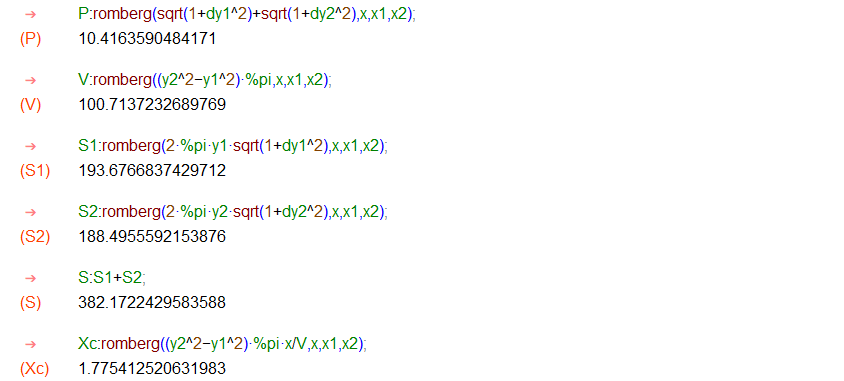 → P:romberg(sqrt(1+dy1^2)+sqrt(1+dy2^2),x,x1,x2);
(P) 10.4163590484171
→ V:romberg((y2^2−y1^2)·%pi,x,x1,x2);
(V) 100.7137232689769
→ S1:romberg(2·%pi·y1·sqrt(1+dy1^2),x,x1,x2);
(S1) 193.6766837429712
→ S2:romberg(2·%pi·y2·sqrt(1+dy2^2),x,x1,x2);
(S2) 188.4955592153876
→ S:S1+S2;
(S) 382.1722429583588
→ Xc:romberg((y2^2−y1^2)·%pi·x/V,x,x1,x2);
(Xc) 1.775412520631983